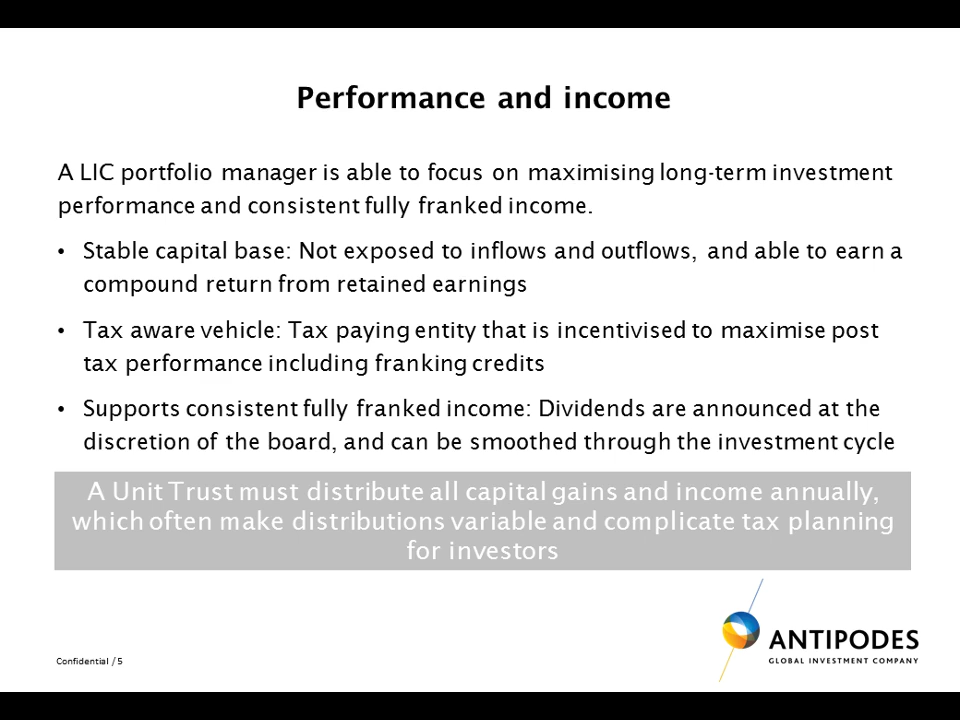 Performance and income
A LIC portfolio manager is able to focus on maximising long-term investment
performance and consistent fully franked income.
• Stable capital base: Not exposed to inflows and outflows, and able to earn a
compound return from retained earnings
• Tax aware vehicle: Tax paying entity that is incentivised to maximise post
tax performance including franking credits
• Supports consistent fully franked income: Dividends are announced at the
discretion of the board, and can be smoothed through the investment cycle
A Unit Trust must distribute all capital gains and income annually,
which often make distributions variable and complicate tax planning
for investors
ANTIPODES
GLOBAL INVESTMENT COMPANY
Confidential / 5